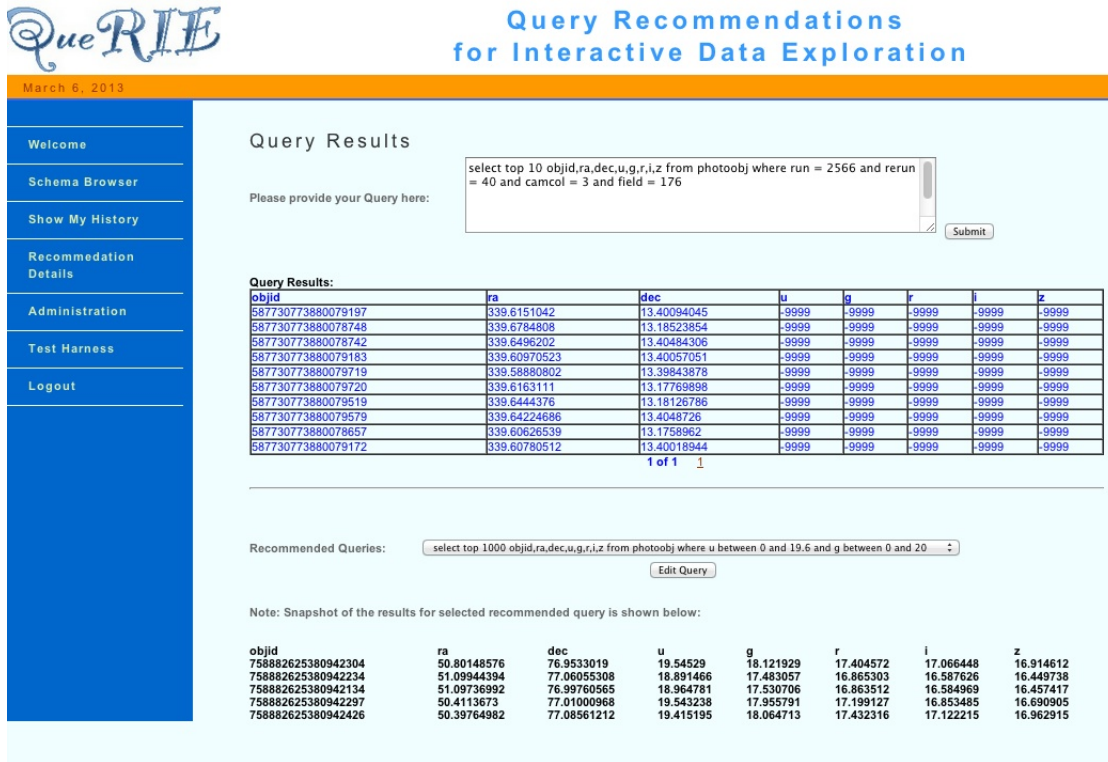 QueRIE
Query Recommendations
for Interactive Data Exploration
March 6, 2013
Welcome
Schema Browser
Show My History
Recommedation
Details
Administration
Test Harness
Logout
Query Results
Please provide your Query here:
select top 10 objid,ra,dec,u,g,r,i,z from photoobj where run = 2566 and rerun
= 40 and camcol = 3 and field = 176
Submit
Query Results:
objid ra dec u g r i z
587730773880079197 339.6151042 13.40094045 -9999 -9999 -9999 -9999 -9999
587730773880078748 339.6784808 13.18523854 -9999 -9999 -9999 -9999 -9999
587730773880078742 339.6496202 13.40484306 -9999 -9999 -9999 -9999 -9999
587730773880079183 339.60970523 13.40057051 -9999 -9999 -9999 -9999 -9999
587730773880079719 339.58880802 13.39843878 -9999 -9999 -9999 -9999 -9999
587730773880079720 339.6163111 13.17769898 -9999 -9999 -9999 -9999 -9999
587730773880079519 339.6444376 13.18126786 -9999 -9999 -9999 -9999 -9999
587730773880079579 339.64224686 13.4048726 -9999 -9999 -9999 -9999 -9999
587730773880078657 339.60626539 13.1758962 -9999 -9999 -9999 -9999 -9999
587730773880079172 339.60780512 13.40018944 -9999 -9999 -9999 -9999 -9999
1 of 1 1
Recommended Queries:
select top 1000 objid,ra,dec,u,g,r,i,z from photoobj where u between 0 and 19.6 and g between 0 and 20
Edit Query
Note: Snapshot of the results for selected recommended query is shown below:
objid ra dec u g r i z
758882625380942304 50.80148576 76.9533019 19.54529 18.121929 17.404572 17.066448 16.914612
758882625380942234 51.09944394 77.06055308 18.891466 17.483057 16.865303 16.587626 16.449738
758882625380942134 51.09736992 76.99760565 18.964781 17.530706 16.863512 16.584969 16.457417
758882625380942297 50.4113673 77.01000968 19.543238 17.955791 17.199127 16.853485 16.690905
758882625380942426 50.39764982 77.08561212 19.415195 18.064713 17.432316 17.122215 16.962915